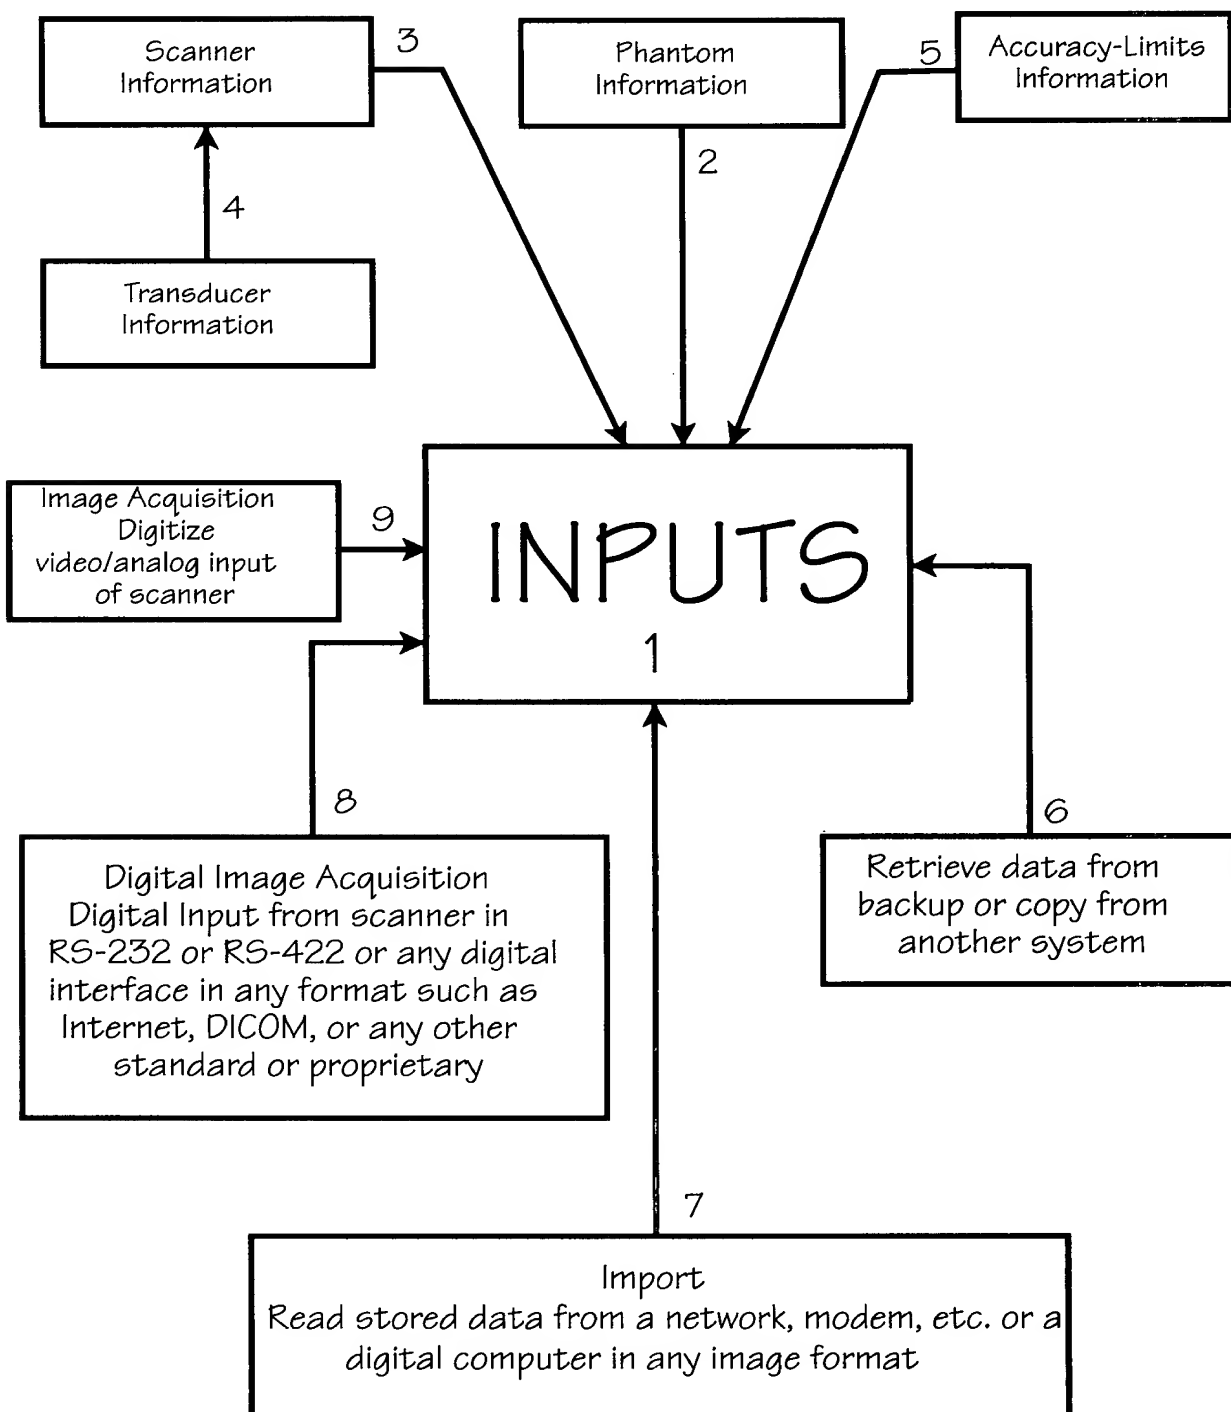 Scanner
Information
3
Phantom
Information
5
Accuracy-Limits
Information
2
4
Transducer
Information
Image Acquisition
Digitize
video/analog input
of scanner
9
INPUTS
1
8
Digital Image Acquisition
Digital Input from scanner in
RS-232 or RS-422 or any digital
interface in any format such as
Internet, DICOM, or any other
standard or proprietary
6
Retrieve data from
backup or copy from
another system
7
Import
Read stored data from a network, modem, etc. or a
digital computer in any image format